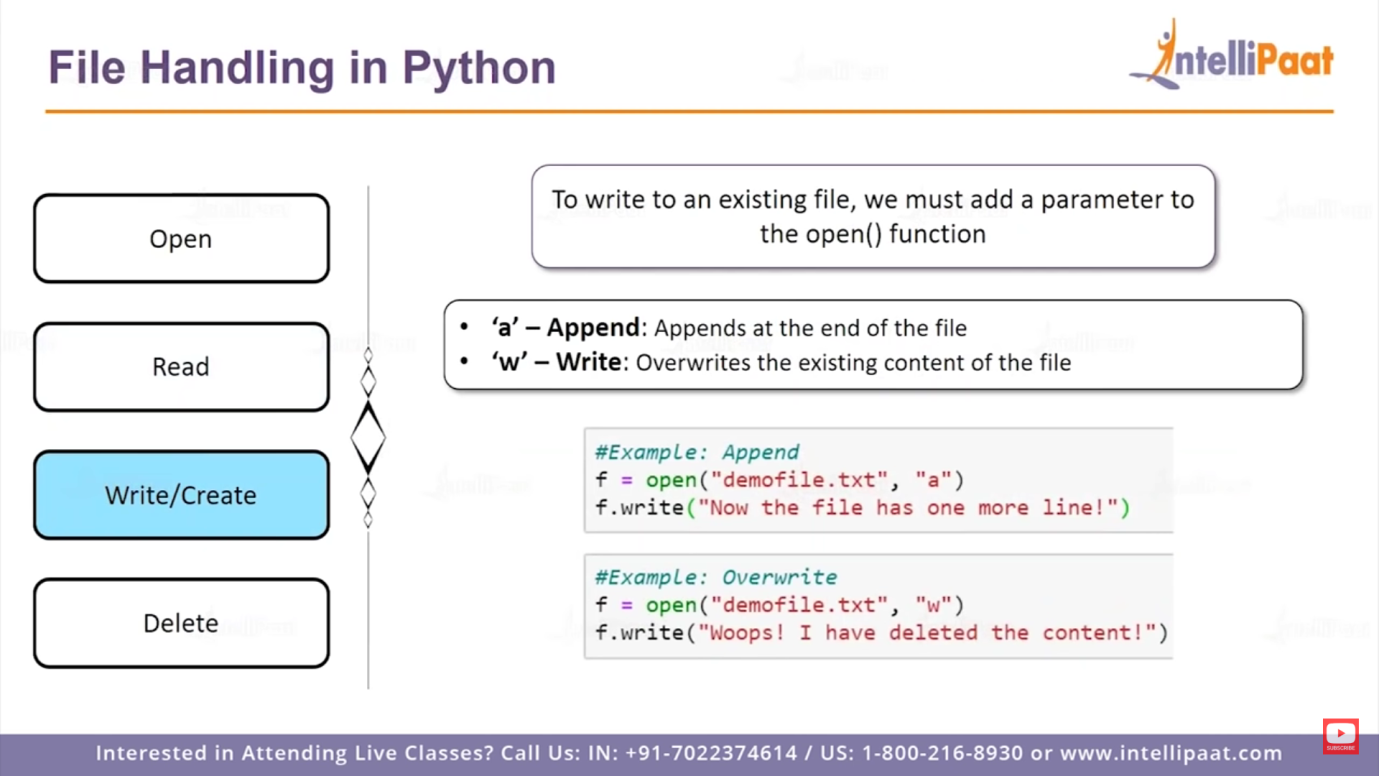 File Handling in Python
IntelliPaat
Open
Read
Write/Create
Delete
To write to an existing file, we must add a parameter to
the open() function
• ‘a’ – Append: Appends at the end of the file
• ‘w’ – Write: Overwrites the existing content of the file
#Example: Append
f = open("demofile.txt", "a")
f.write("Now the file has one more line!")
#Example: Overwrite
f = open("demofile.txt", "w")
f.write("Woops! I have deleted the content!")
SUBSCRIBE
Interested in Attending Live Classes? Call Us: IN: +91-7022374614 / US: 1-800-216-8930 or www.intellipaat.com